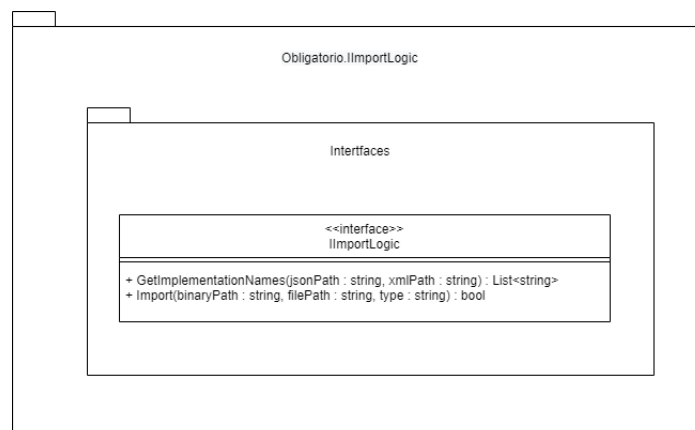 Obligatorio.IImportLogic
Intertfaces
<<interface>>
IImportLogic
+ GetImplementationNames(jsonPath : string, xmlPath : string) : List<string>
+ Import(binaryPath : string, filePath : string, type : string) : bool